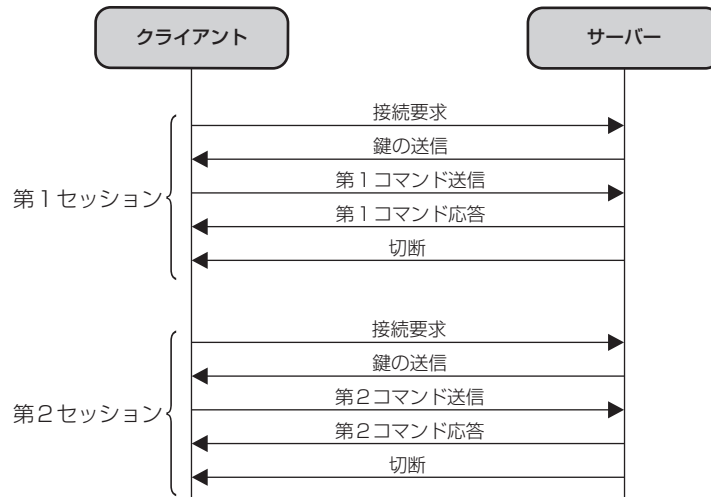 クライアント
サーバー
第1セッション
接続要求
鍵の送信
第1コマンド送信
第1コマンド応答
切断
第2セッション
接続要求
鍵の送信
第2コマンド送信
第2コマンド応答
切断